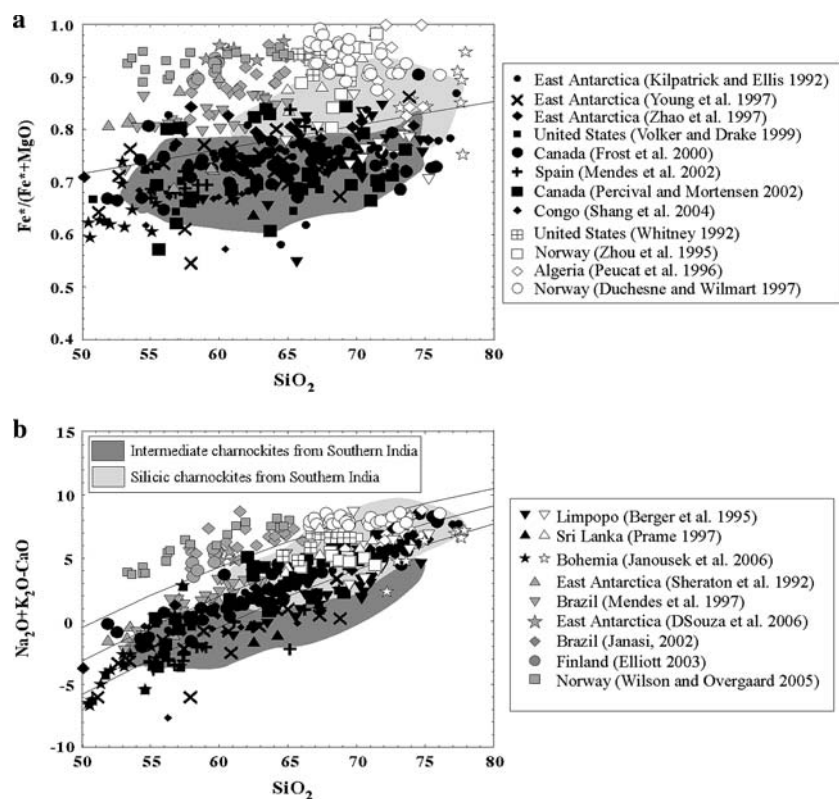 a
1.0
0.9
0.8
0.7
0.6
0.5
0.4
Fe*/(Fe*+MgO)
50 55 60 65 70 75 80
SiO₂
East Antarctica (Kilpatrick and Ellis 1992)
East Antarctica (Young et al. 1997)
East Antarctica (Zhao et al. 1997)
United States (Volker and Drake 1999)
Canada (Frost et al. 2000)
Spain (Mendes et al. 2002)
Canada (Percival and Mortensen 2002)
Congo (Shang et al. 2004)
United States (Whitney 1992)
Norway (Zhou et al. 1995)
Algeria (Peucat et al. 1996)
Norway (Duchesne and Wilmart 1997)
b
15
10
5
0
-5
-10
Na₂O+K₂O-CaO
Intermediate charnockites from Southern India
Silicic charnockites from Southern India
50 55 60 65 70 75 80
SiO₂
Limpopo (Berger et al. 1995)
Sri Lanka (Prame 1997)
Bohemia (Janousek et al. 2006)
East Antarctica (Sheraton et al. 1992)
Brazil (Mendes et al. 1997)
East Antarctica (DSouza et al. 2006)
Brazil (Janasi, 2002)
Finland (Elliott 2003)
Norway (Wilson and Overgaard 2005)